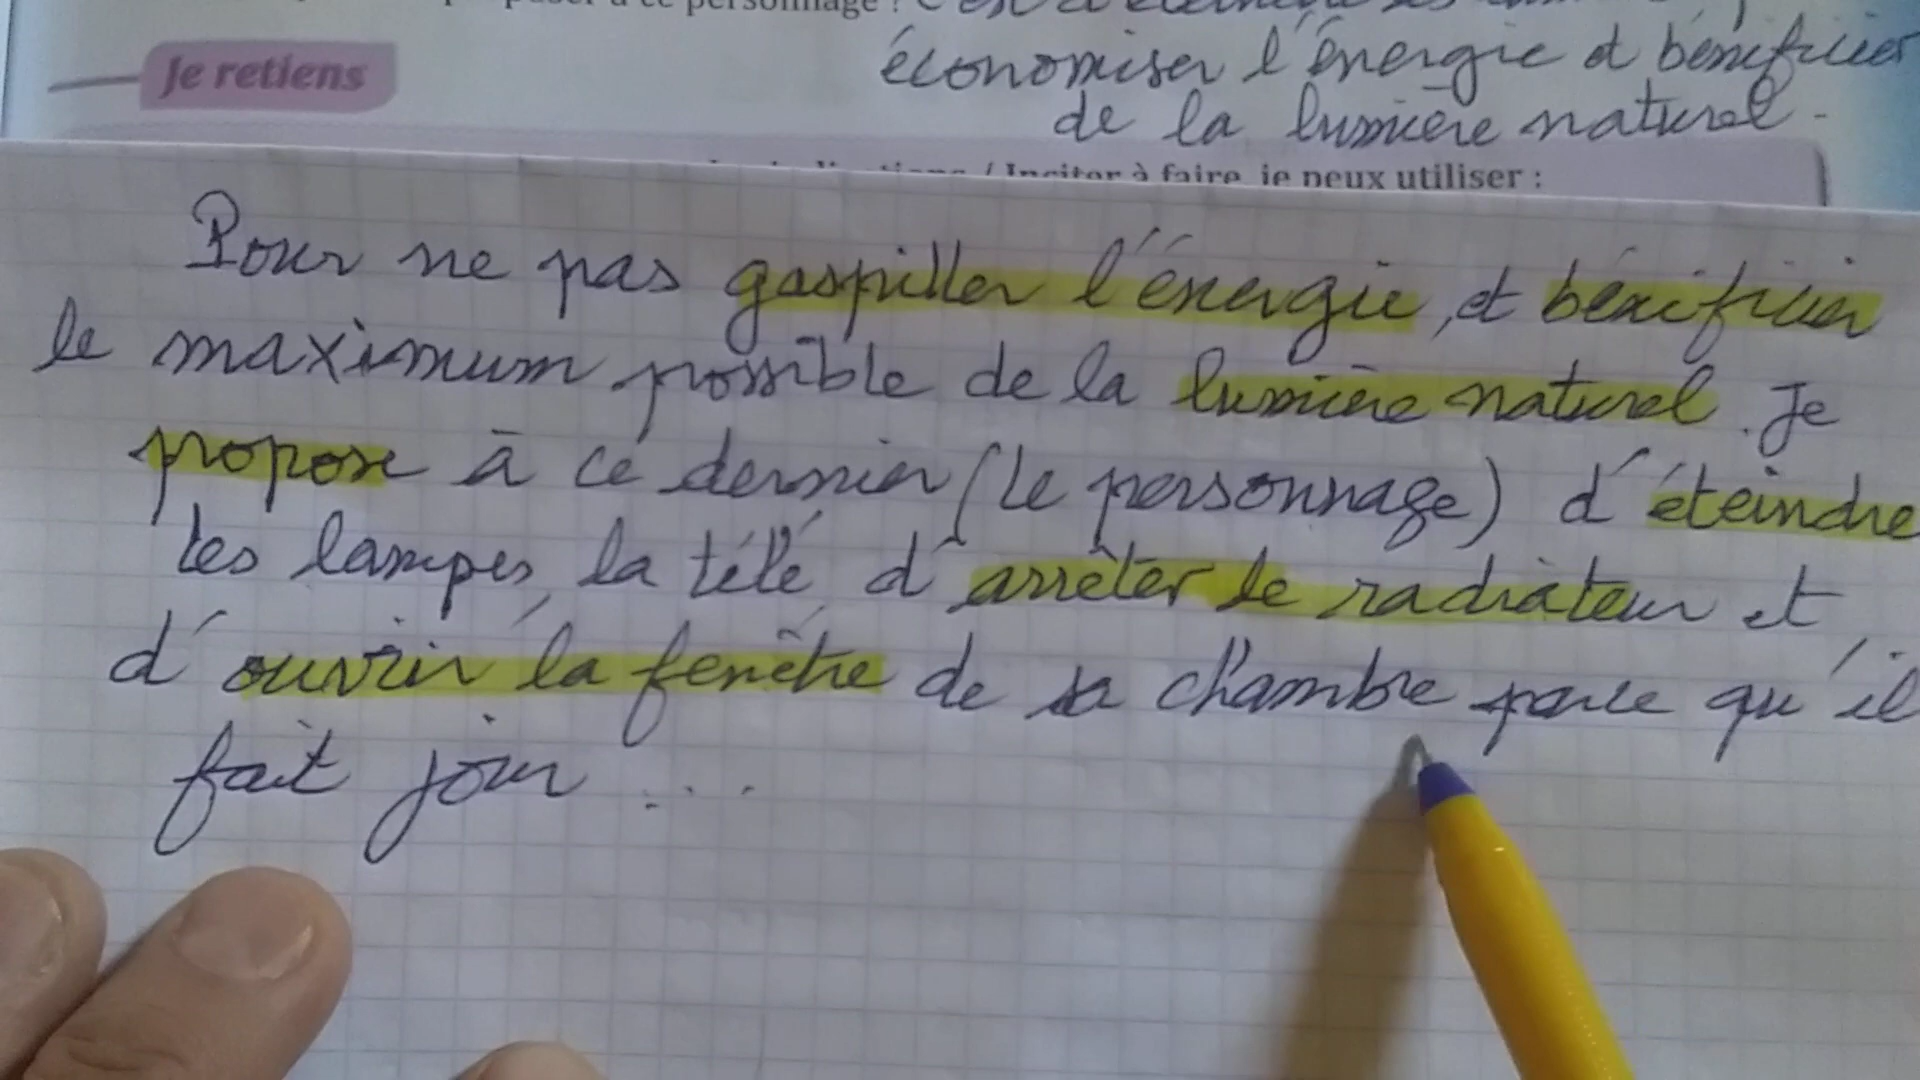 personnage ?
économiser l'énergie et bénéficier
Je retiens
de la lumière naturel.
/ Inciter à faire, je peux utiliser :
Pour ne pas gaspiller l'énergie, et bénificier
le maximum possible de la lumière naturel. Je
propose à ce dernier (le personnage) d'éteindre
les lampes, la télé, d'arrêter le radiateur et
d'ouvrir la fenêtre de sa chambre parce qu'il
fait jour ...